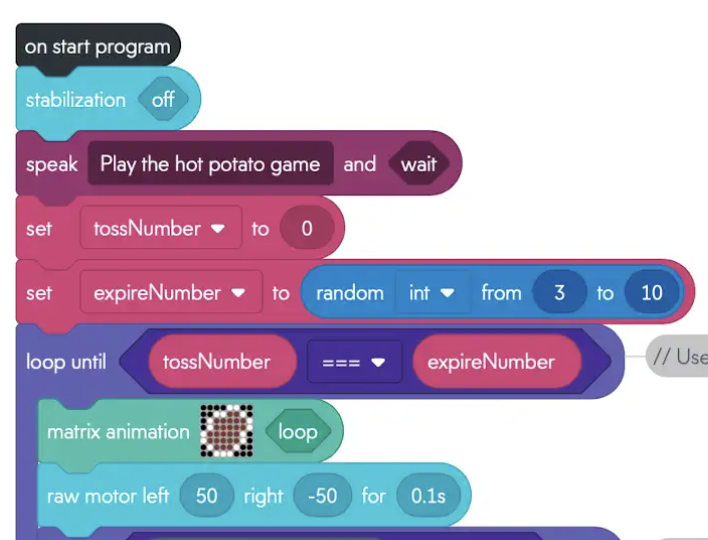 on start program
stabilization off
speak Play the hot potato game and wait
set tossNumber to 0
set expireNumber to random int from 3 to 10
loop until tossNumber === expireNumber // Use
matrix animation loop
raw motor left 50 right -50 for 0.1s